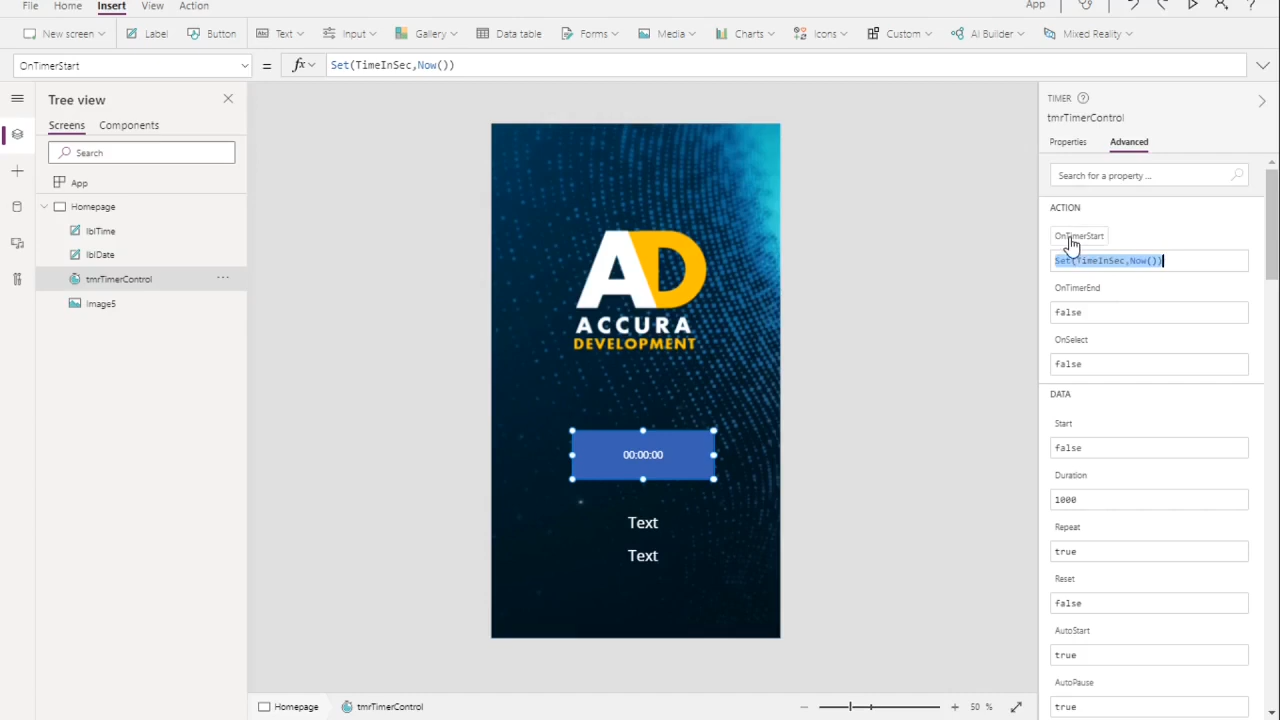 File Home Insert View Action App ?
New screen Label Button Text Input Gallery Data table Forms Media Charts Icons Custom AI Builder Mixed Reality
OnTimerStart = fx Set(TimeInSec,Now())
Tree view
Screens Components
Search
App
Homepage
lblTime
lblDate
tmrTimerControl ...
Image5
AD
ACCURA
DEVELOPMENT
00:00:00
Text
Text
TIMER ?
tmrTimerControl
Properties Advanced
Search for a property ...
ACTION
OnTimerStart
Set(TimeInSec,Now())
OnTimerEnd
false
OnSelect
false
DATA
Start
false
Duration
1000
Repeat
true
Reset
false
AutoStart
true
AutoPause
true
Homepage tmrTimerControl 50 %